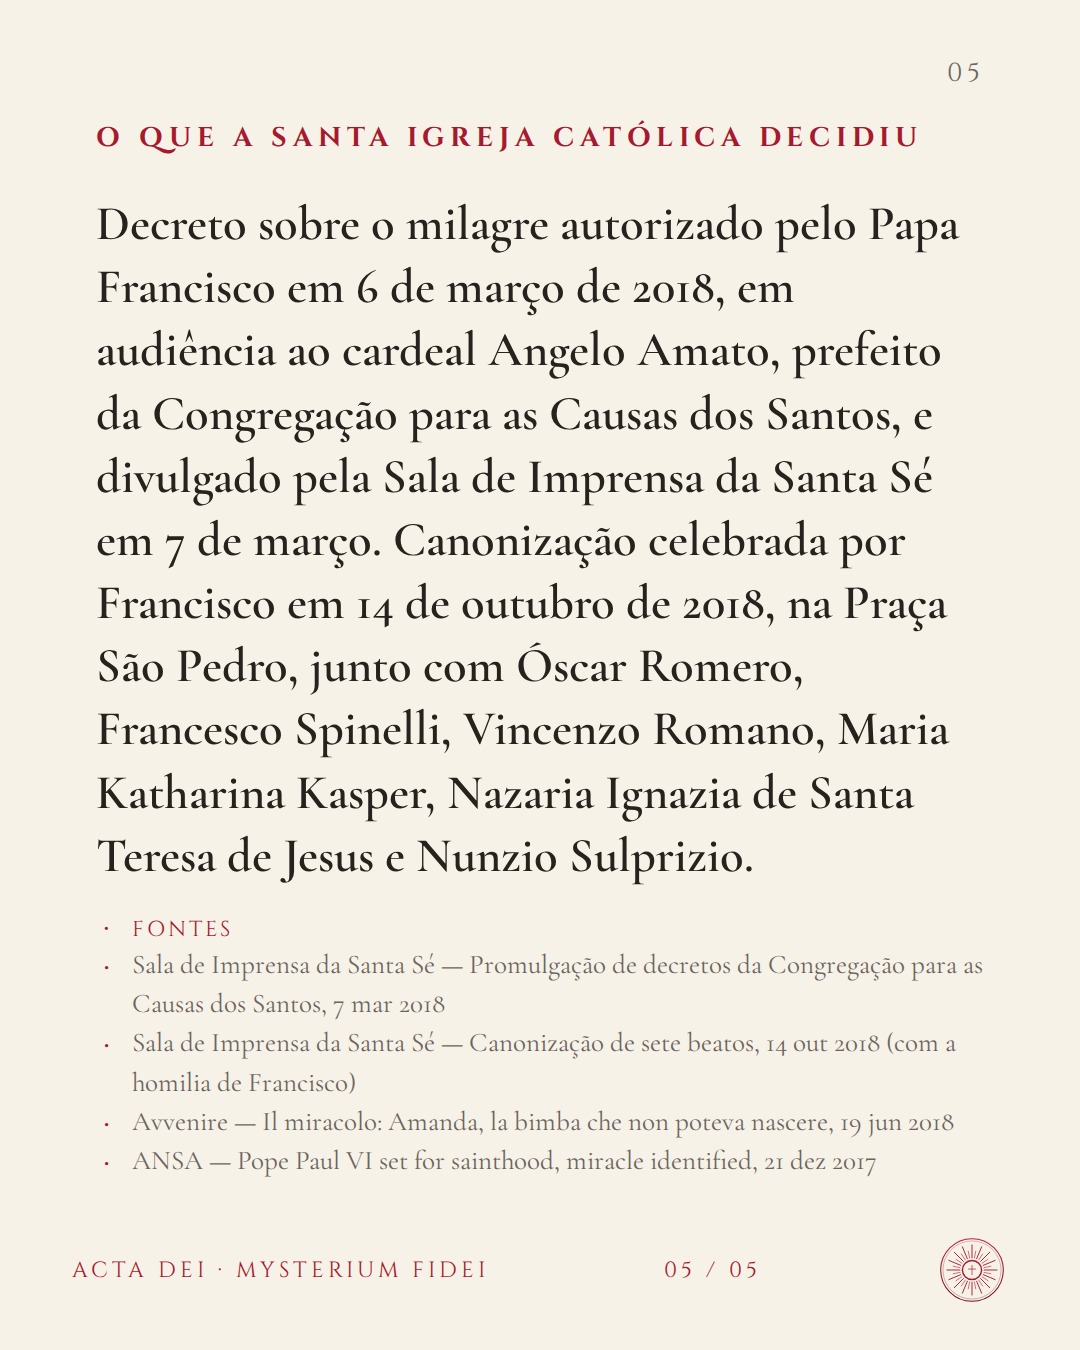 05
O QUE A SANTA IGREJA CATÓLICA DECIDIU
Decreto sobre o milagre autorizado pelo Papa
Francisco em 6 de março de 2018, em
audiência ao cardeal Angelo Amato, prefeito
da Congregação para as Causas dos Santos, e
divulgado pela Sala de Imprensa da Santa Sé
em 7 de março. Canonização celebrada por
Francisco em 14 de outubro de 2018, na Praça
São Pedro, junto com Óscar Romero,
Francesco Spinelli, Vincenzo Romano, Maria
Katharina Kasper, Nazaria Ignazia de Santa
Teresa de Jesus e Nunzio Sulprizio.
· FONTES
· Sala de Imprensa da Santa Sé — Promulgação de decretos da Congregação para as
Causas dos Santos, 7 mar 2018
· Sala de Imprensa da Santa Sé — Canonização de sete beatos, 14 out 2018 (com a
homilia de Francisco)
· Avvenire — Il miracolo: Amanda, la bimba che non poteva nascere, 19 jun 2018
· ANSA — Pope Paul VI set for sainthood, miracle identified, 21 dez 2017
ACTA DEI · MYSTERIUM FIDEI
05 / 05